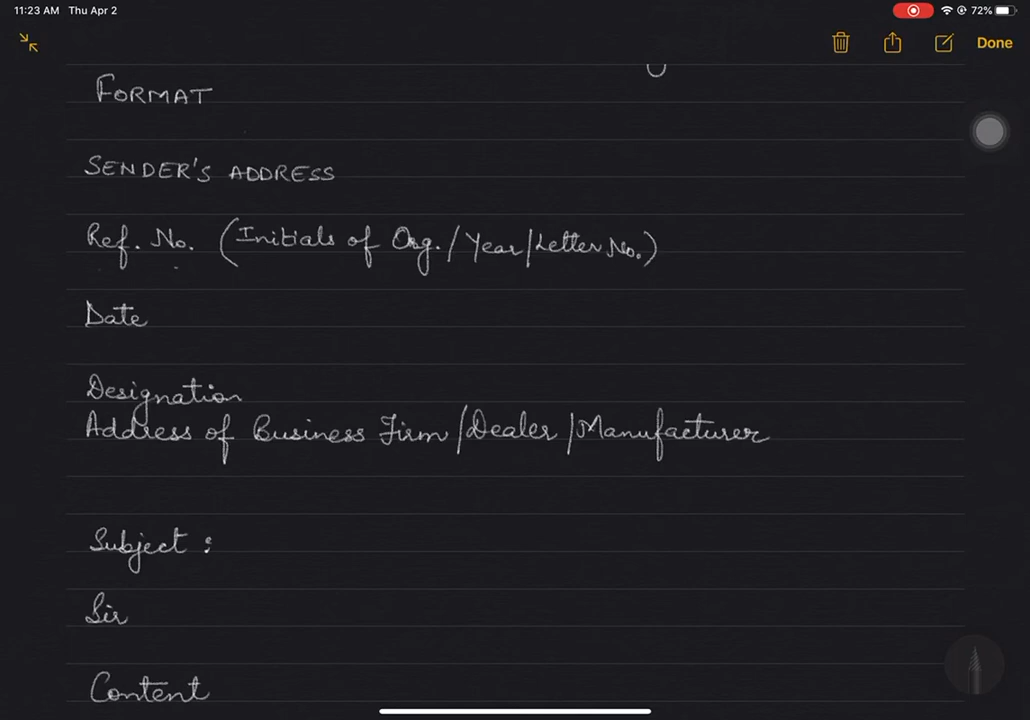 11:23 AM Thu Apr 2
72%
Done
FORMAT
SENDER'S ADDRESS
Ref. No. (Initials of Org./Year/Letter No.)
Date
Designation
Address of Business Firm/Dealer/Manufacturer
Subject :
Sir
Content